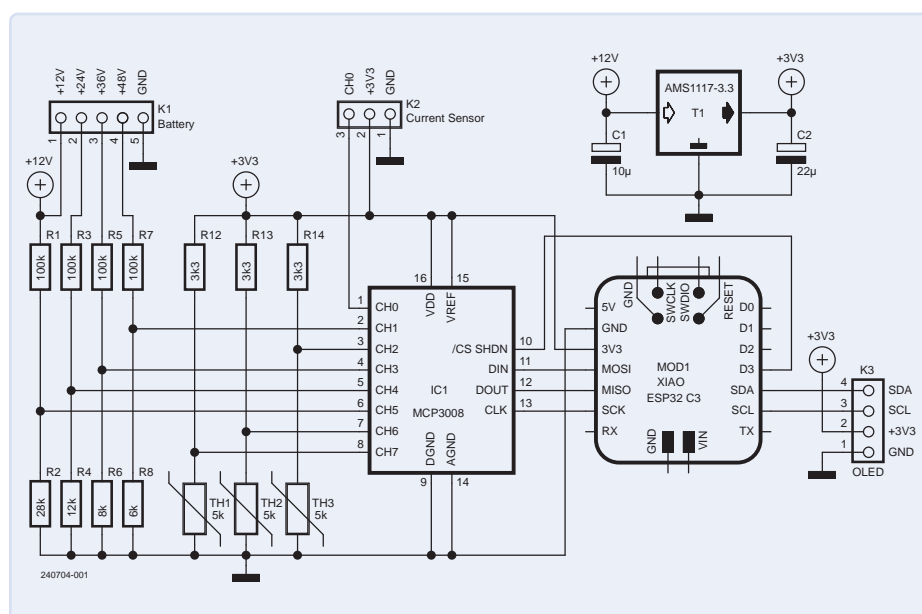 +12V
+24V
+36V
+48V
GND
K1
Battery
1
2
3
4
5
CH0
+3V3
GND
K2
Current Sensor
3
2
1
+12V
+3V3
AMS1117-3.3
T1
C1
10µ
C2
22µ
+12V
+3V3
R1
R3
R5
R7
R12
R13
R14
100k
100k
100k
100k
3k3
3k3
3k3
16
15
VDD
VREF
1
CH0
2
CH1
3
CH2
4
CH3
5
CH4
6
CH5
7
CH6
8
CH7
IC1
MCP3008
/CS SHDN
10
DIN
11
DOUT
12
CLK
13
DGND
AGND
9
14
GND
SWCLK
SWDIO
RESET
5V
GND
3V3
MOSI
MISO
SCK
RX
MOD1
XIAO
ESP32 C3
D0
D1
D2
D3
SDA
SCL
TX
GND
VIN
+3V3
K3
4
SDA
3
SCL
2
+3V3
1
GND
OLED
R2
R4
R6
R8
28k
12k
8k
6k
TH1
5k
TH2
5k
TH3
5k
240704-001